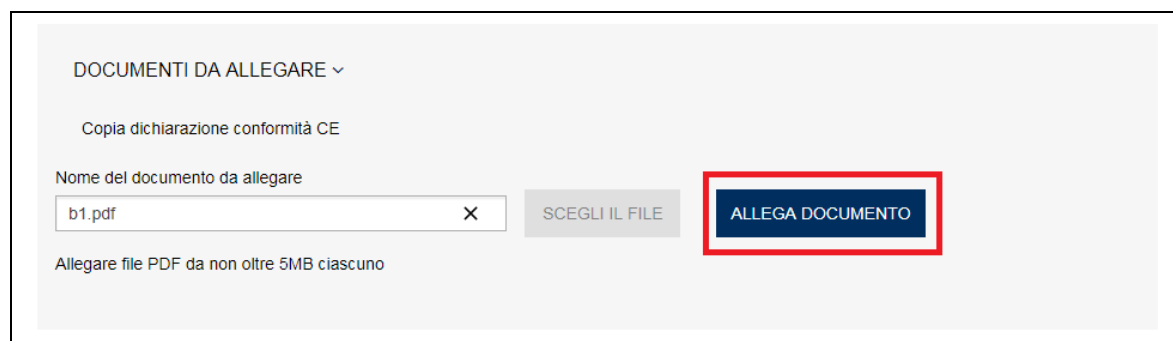 DOCUMENTI DA ALLEGARE
Copia dichiarazione conformità CE
Nome del documento da allegare
b1.pdf
SCEGLI IL FILE
ALLEGA DOCUMENTO
Allegare file PDF da non oltre 5MB ciascuno